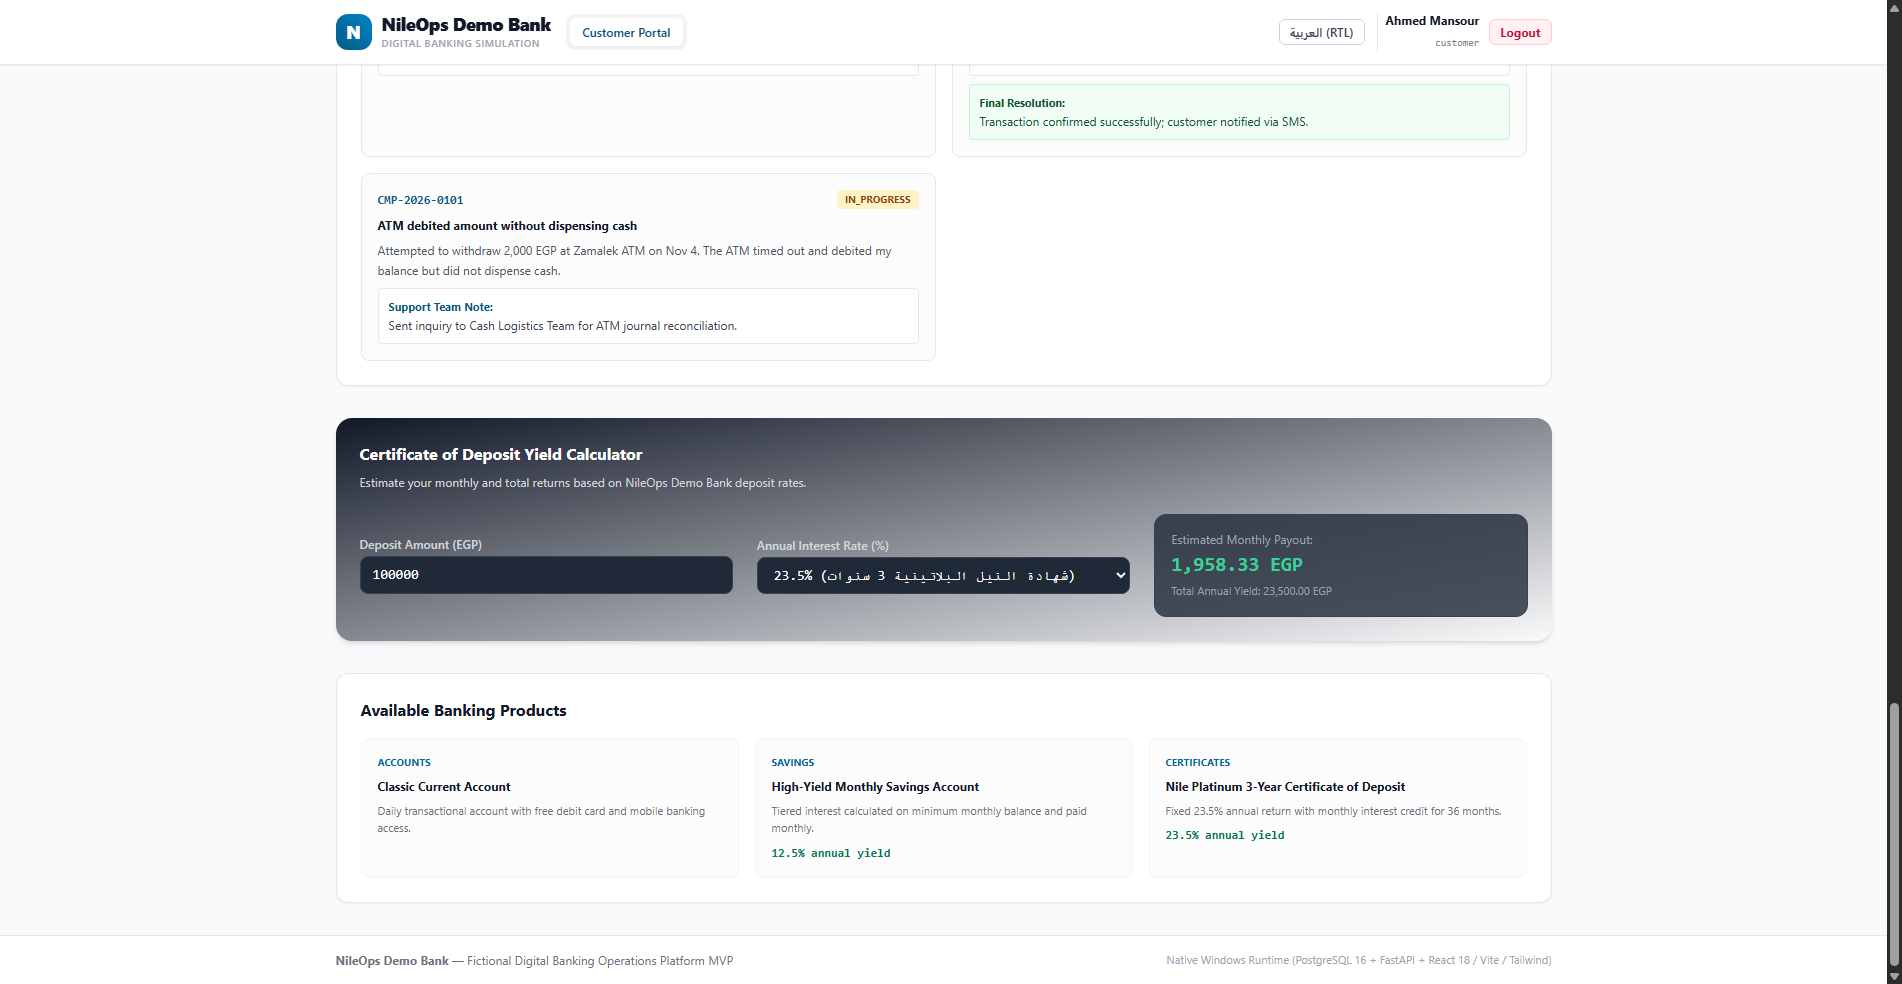 N
NileOps Demo Bank
DIGITAL BANKING SIMULATION
Customer Portal
العربية (RTL)
Ahmed Mansour
customer
Logout
Final Resolution:
Transaction confirmed successfully; customer notified via SMS.
CMP-2026-0101
IN_PROGRESS
ATM debited amount without dispensing cash
Attempted to withdraw 2,000 EGP at Zamalek ATM on Nov 4. The ATM timed out and debited my
balance but did not dispense cash.
Support Team Note:
Sent inquiry to Cash Logistics Team for ATM journal reconciliation.
Certificate of Deposit Yield Calculator
Estimate your monthly and total returns based on NileOps Demo Bank deposit rates.
Deposit Amount (EGP)
100000
Annual Interest Rate (%)
23.5% (شهادة النيل البلاتينية 3 سنوات)
Estimated Monthly Payout:
1,958.33 EGP
Total Annual Yield: 23,500.00 EGP
Available Banking Products
ACCOUNTS
Classic Current Account
Daily transactional account with free debit card and mobile banking
access.
SAVINGS
High-Yield Monthly Savings Account
Tiered interest calculated on minimum monthly balance and paid
monthly.
12.5% annual yield
CERTIFICATES
Nile Platinum 3-Year Certificate of Deposit
Fixed 23.5% annual return with monthly interest credit for 36 months.
23.5% annual yield
NileOps Demo Bank — Fictional Digital Banking Operations Platform MVP
Native Windows Runtime (PostgreSQL 16 + FastAPI + React 18 / Vite / Tailwind)